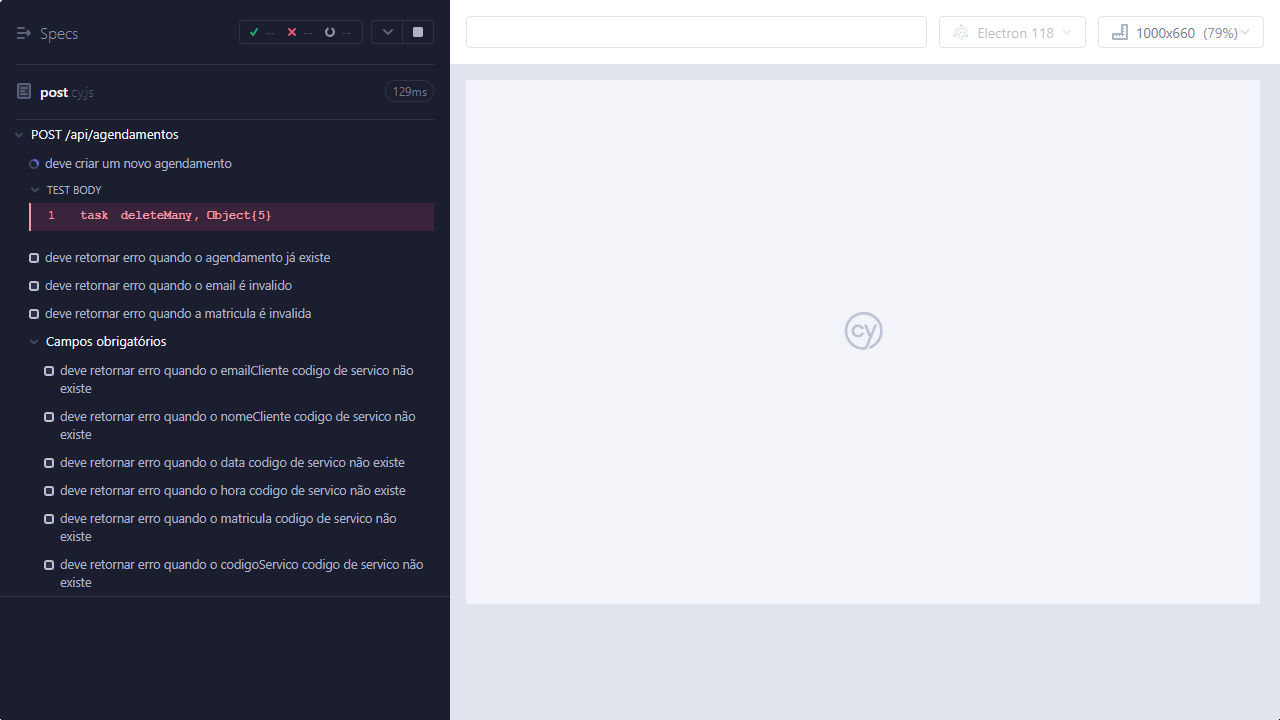 Specs
--
--
--
Electron 118
1000x660 (79%)
post.cy.js
129ms
POST /api/agendamentos
deve criar um novo agendamento
TEST BODY
1 task deleteMany, Object{5}
deve retornar erro quando o agendamento já existe
deve retornar erro quando o email é invalido
deve retornar erro quando a matricula é invalida
Campos obrigatórios
deve retornar erro quando o emailCliente codigo de servico não
existe
deve retornar erro quando o nomeCliente codigo de servico não
existe
deve retornar erro quando o data codigo de servico não existe
deve retornar erro quando o hora codigo de servico não existe
deve retornar erro quando o matricula codigo de servico não
existe
deve retornar erro quando o codigoServico codigo de servico não
existe
cy